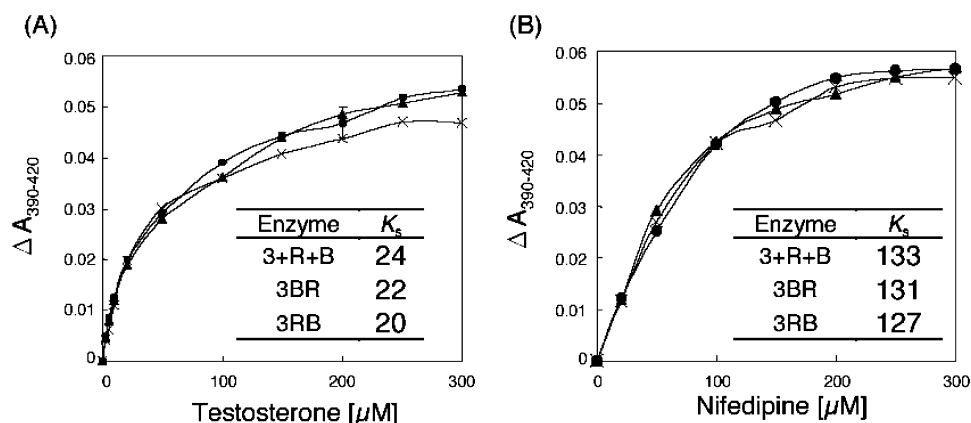 (A)
0.06
0.05
0.04
0.03
0.02
0.01
0
Δ A390-420
Enzyme Ks
3+R+B 24
3BR 22
3RB 20
0 100 200 300
Testosterone [μM]
(B)
0.06
0.05
0.04
0.03
0.02
0.01
0
Δ A390-420
Enzyme Ks
3+R+B 133
3BR 131
3RB 127
0 100 200 300
Nifedipine [μM]